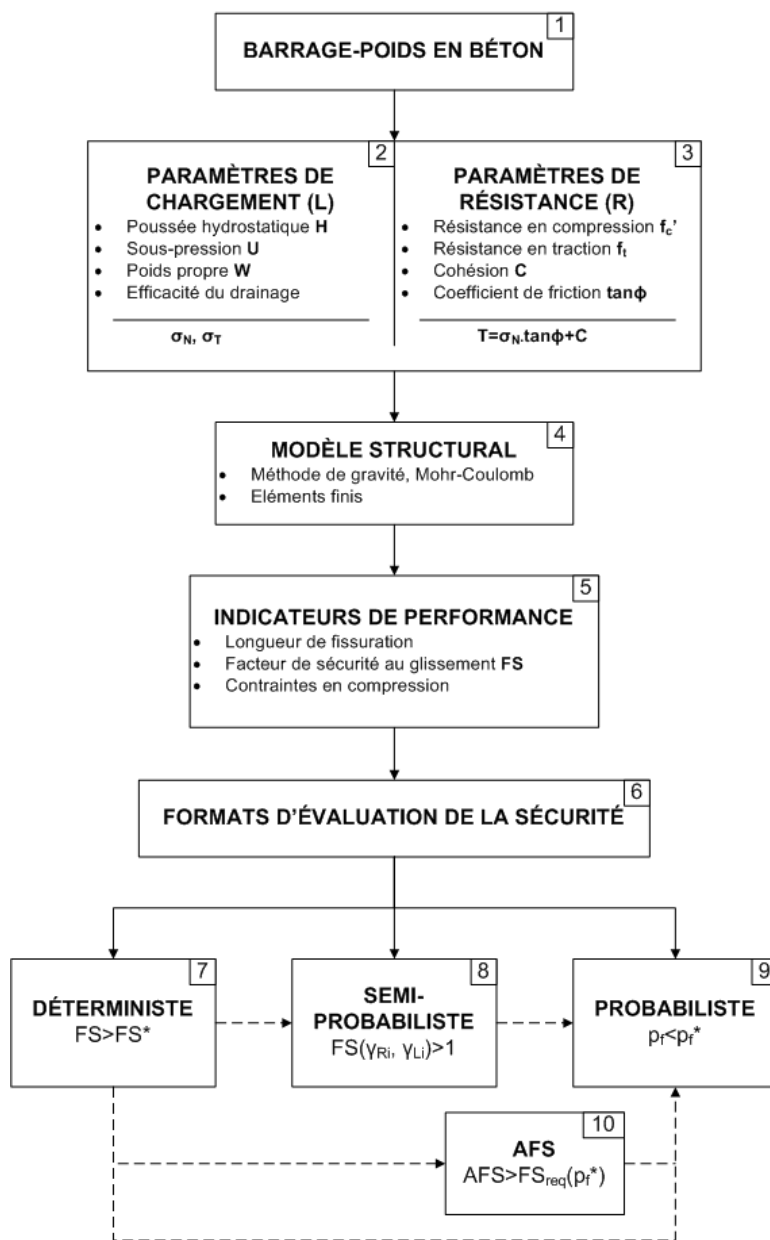 1
BARRAGE-POIDS EN BÉTON
2
PARAMÈTRES DE
CHARGEMENT (L)
• Poussée hydrostatique H
• Sous-pression U
• Poids propre W
• Efficacité du drainage
σN, σT
3
PARAMÈTRES DE
RÉSISTANCE (R)
• Résistance en compression fc'
• Résistance en traction ft
• Cohésion C
• Coefficient de friction tanϕ
T=σN.tanϕ+C
4
MODÈLE STRUCTURAL
• Méthode de gravité, Mohr-Coulomb
• Eléments finis
5
INDICATEURS DE PERFORMANCE
• Longueur de fissuration
• Facteur de sécurité au glissement FS
• Contraintes en compression
6
FORMATS D'ÉVALUATION DE LA SÉCURITÉ
7
DÉTERMINISTE
FS>FS*
8
SEMI-
PROBABILISTE
FS(γRi, γLi)>1
9
PROBABILISTE
pf<pf*
10
AFS
AFS>FSreq(pf*)